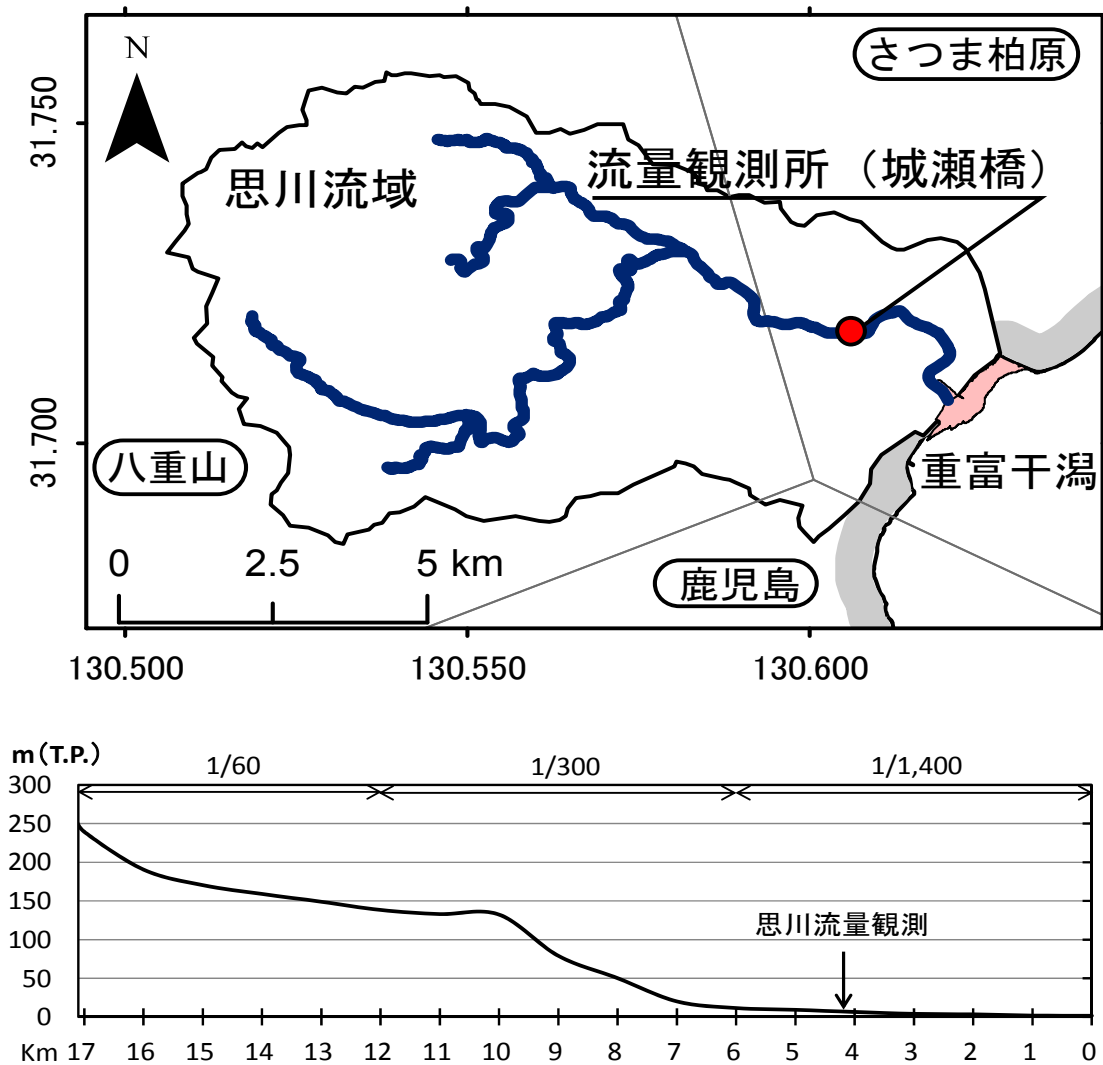 N
さつま柏原
31.750
思川流域
流量観測所（城瀬橋）
31.700
八重山
重富干潟
0 2.5 5 km
鹿児島
130.500 130.550 130.600
m（T.P.）
1/60 1/300 1/1,400
300
250
200
150
100
思川流量観測
50
0
Km 17 16 15 14 13 12 11 10 9 8 7 6 5 4 3 2 1 0